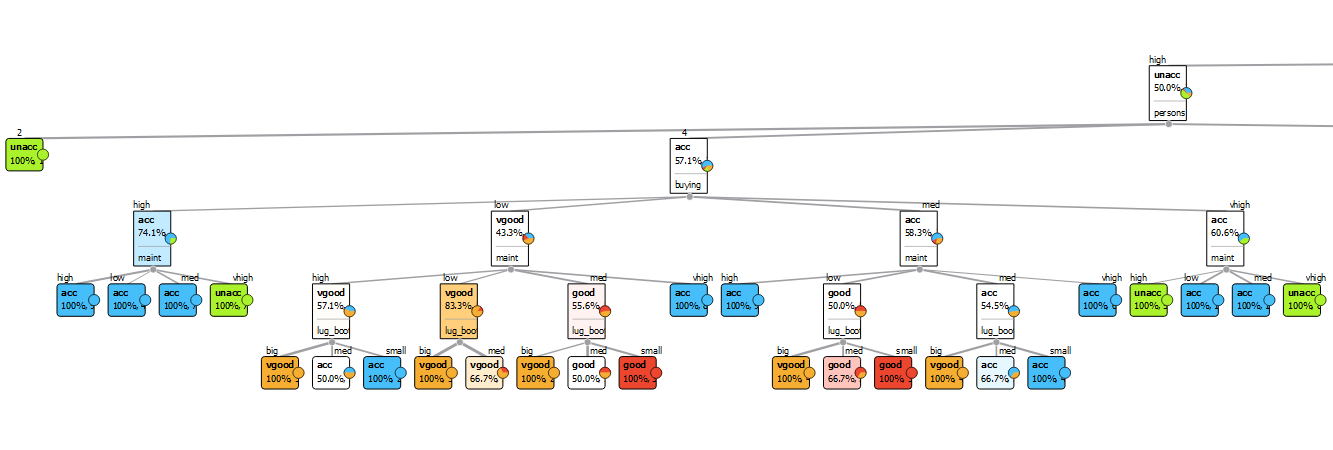 high
unacc
50.0%
persons
2
unacc
100%,
4
acc
57.1%
buying
high
acc
74.1%
maint
low
vgood
43.3%
maint
med
acc
58.3%
maint
vhigh
acc
60.6%
maint
high
acc
100%,
low
acc
100%,
med
acc
100%,
vhigh
unacc
100%,
high
vgood
57.1%
lug_boot
low
vgood
83.3%
lug_boot
med
good
55.6%
lug_boot
vhigh
acc
100%,
high
acc
100%,
low
good
50.0%
lug_boot
med
acc
54.5%
lug_boot
vhigh
acc
100%,
high
unacc
100%,
low
acc
100%,
med
acc
100%,
vhigh
unacc
100%,
big
vgood
100%,
med
acc
50.0%,
small
acc
100%,
big
vgood
100%,
med
vgood
66.7%
big
vgood
100%,
med
good
50.0%,
small
good
100%,
big
vgood
100%,
med
good
66.7%,
small
good
100%,
big
vgood
100%,
med
acc
66.7%,
small
acc
100%,